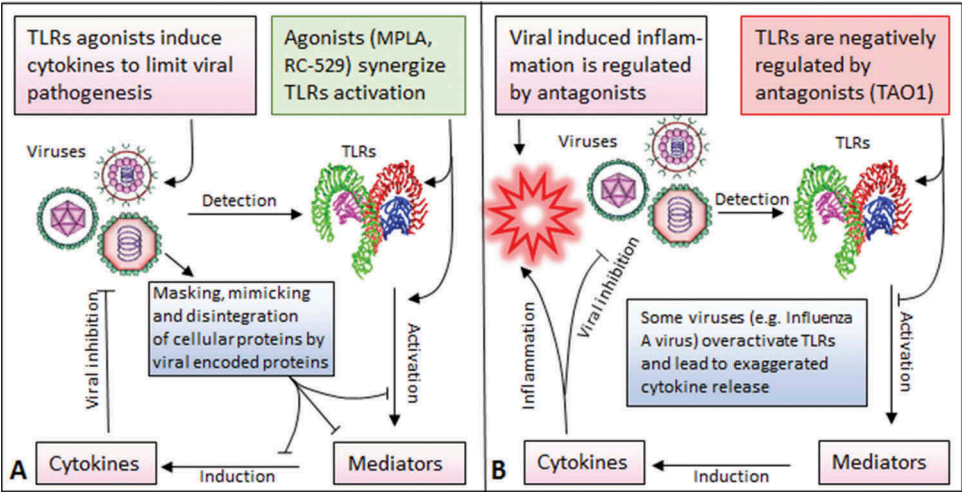 TLRs agonists induce
cytokines to limit viral
pathogenesis
Agonists (MPLA,
RC-529) synergize
TLRs activation
Viruses
TLRs
Detection
Masking, mimicking
and disintegration
of cellular proteins by
viral encoded proteins
Viral inhibition
Activation
A
Cytokines
Induction
Mediators
Viral induced inflam-
mation is regulated
by antagonists
TLRs are negatively
regulated by
antagonists (TAO1)
Viruses
TLRs
Detection
Viral inhibition
Some viruses (e.g. Influenza
A virus) overactivate TLRs
and lead to exaggerated
cytokine release
Inflammation
Activation
B
Cytokines
Induction
Mediators